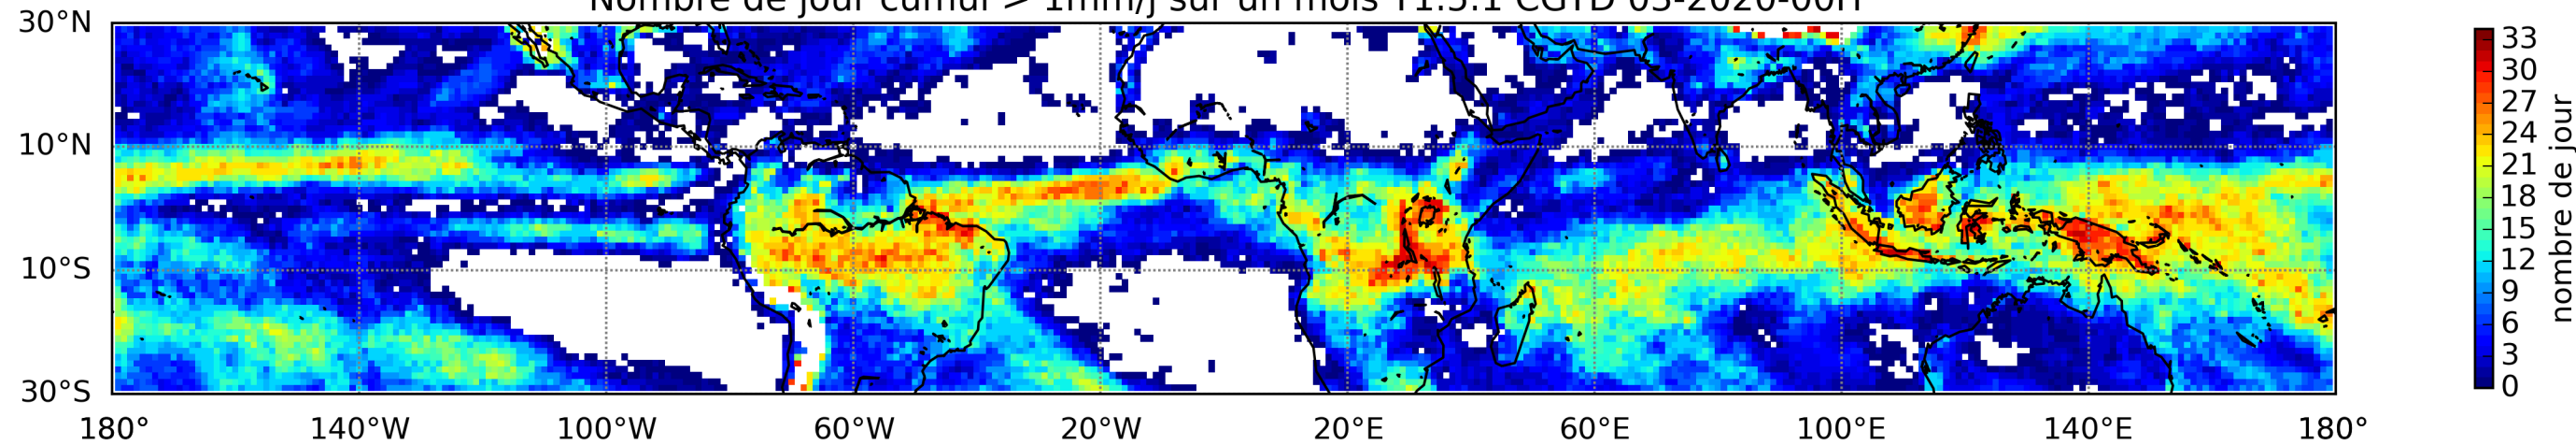 Nombre de jour cumul > 1mm/j sur un mois T1.5.1 CGTD 03-2020-00H
30°N
10°N
10°S
30°S
180° 140°W 100°W 60°W 20°W 20°E 60°E 100°E 140°E 180°
33
30
27
24
21
18
15
12
9
6
3
0
nombre de jour